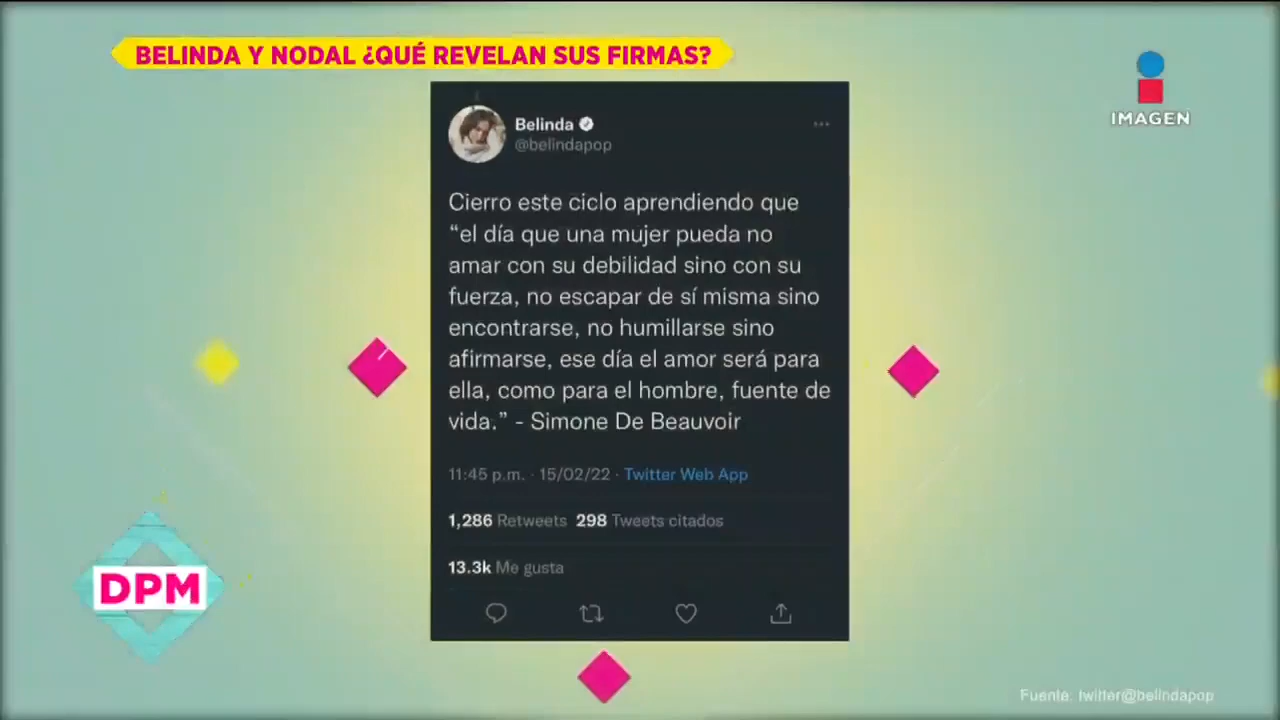 BELINDA Y NODAL ¿QUÉ REVELAN SUS FIRMAS?
IMAGEN
Belinda
@belindapop
Cierro este ciclo aprendiendo que
“el día que una mujer pueda no
amar con su debilidad sino con su
fuerza, no escapar de sí misma sino
encontrarse, no humillarse sino
afirmarse, ese día el amor será para
ella, como para el hombre, fuente de
vida.” - Simone De Beauvoir
11:45 p.m. · 15/02/22 · Twitter Web App
1,286 Retweets 298 Tweets citados
13.3k Me gusta
DPM
Fuente: twitter@belindapop